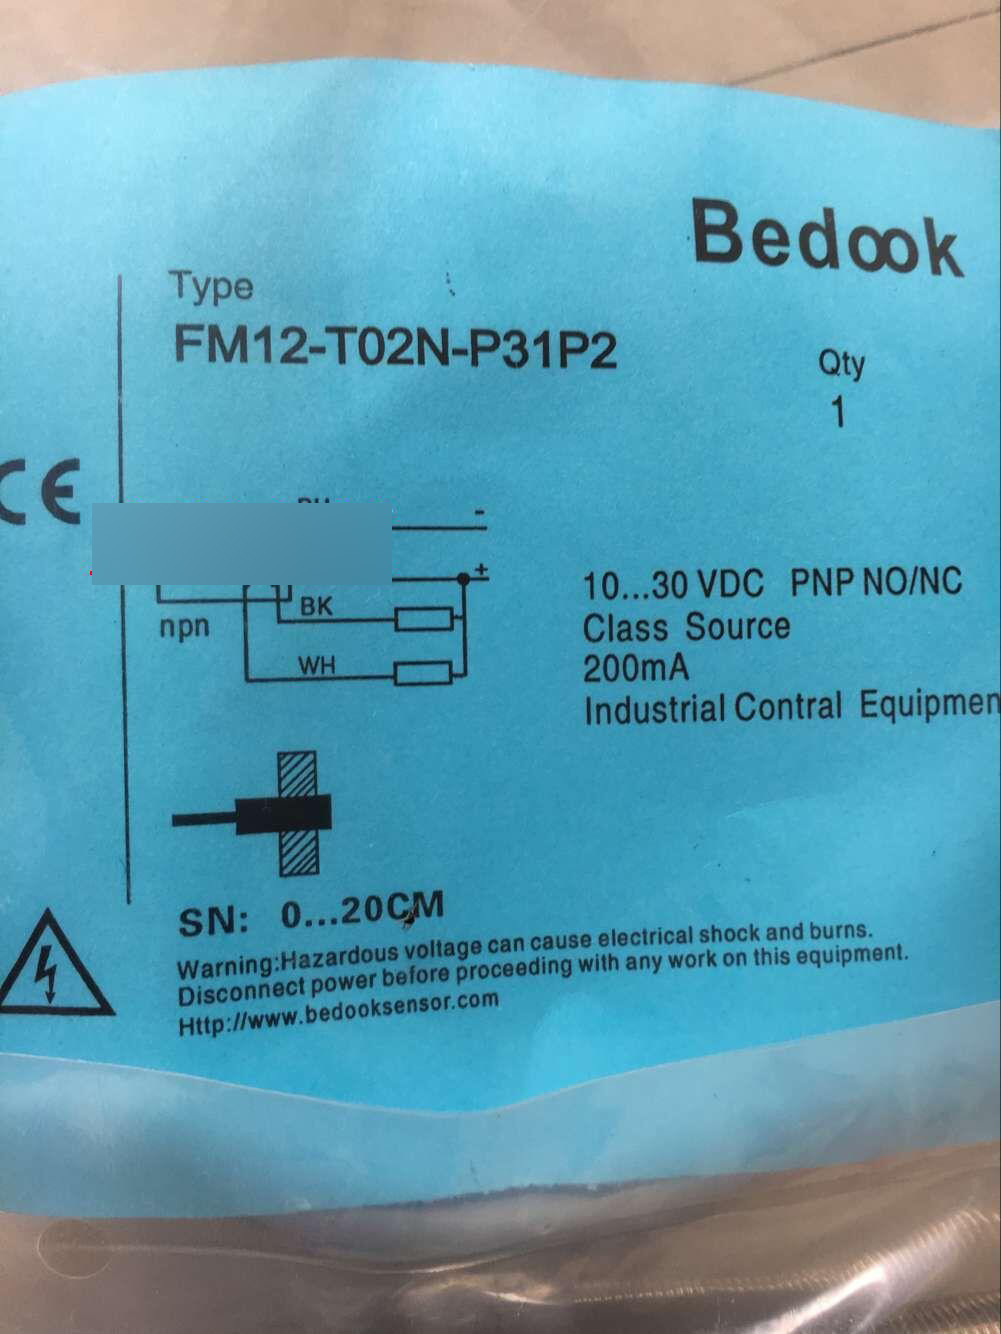 Bedook
Type
FM12-T02N-P31P2
Qty
1
CE
-
+
BK
npn
WH
10...30 VDC PNP NO/NC
Class Source
200mA
Industrial Contral Equipmen
SN: 0...20CM
Warning:Hazardous voltage can cause electrical shock and burns.
Disconnect power before proceeding with any work on this equipment.
Http://www.bedooksensor.com